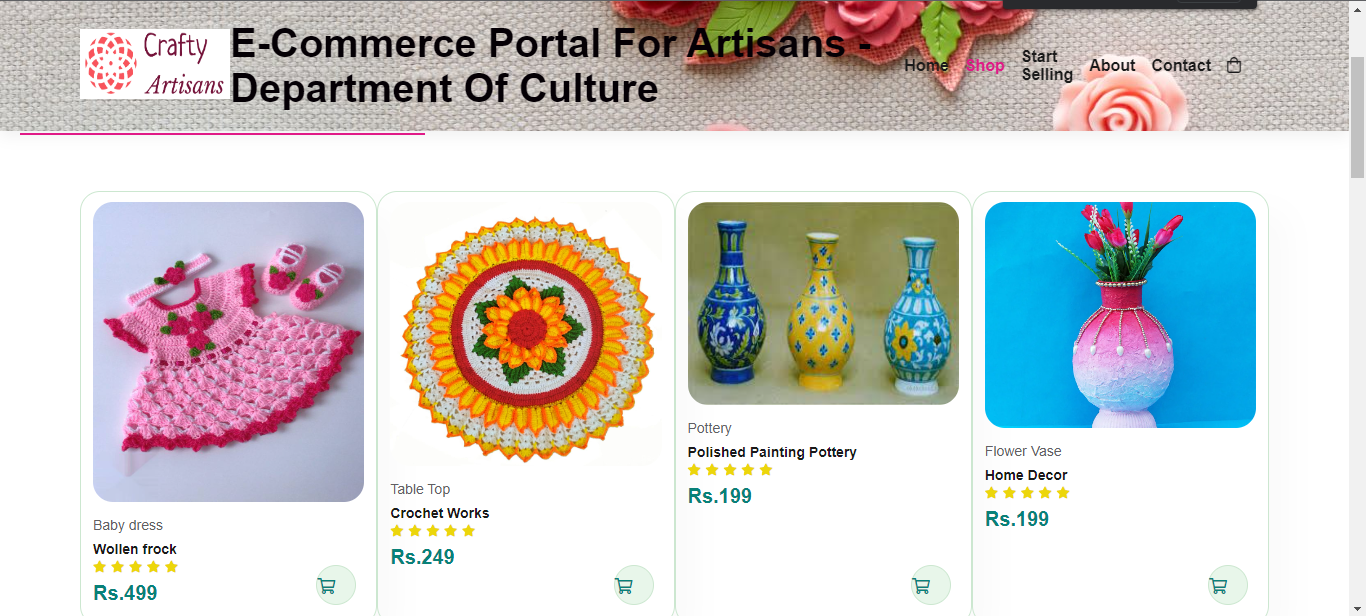 Crafty
Artisans
E-Commerce Portal For Artisans -
Department Of Culture
Home
Shop
Start
Selling
About
Contact
Baby dress
Wollen frock
Rs.499
Table Top
Crochet Works
Rs.249
Pottery
Polished Painting Pottery
Rs.199
Flower Vase
Home Decor
Rs.199